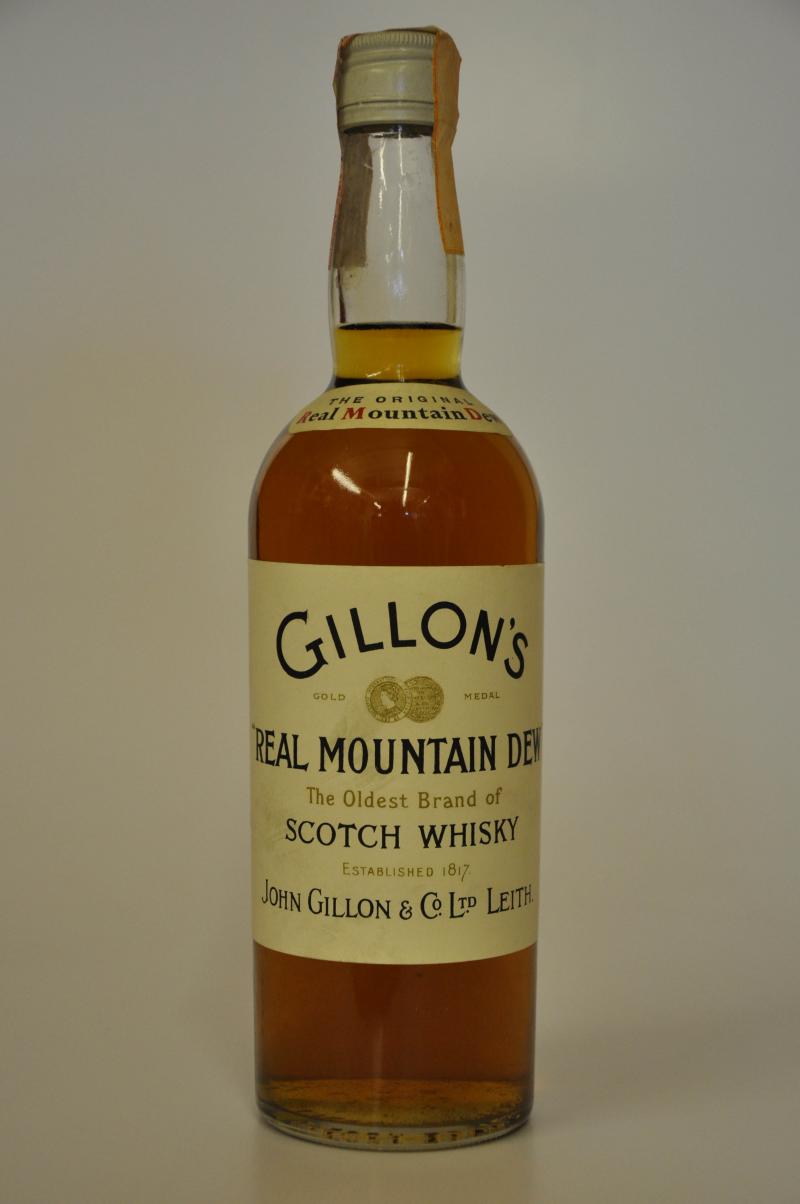 THE ORIGINAL
Real Mountain Dew
GILLON'S
GOLD MEDAL
"REAL MOUNTAIN DEW"
The Oldest Brand of
SCOTCH WHISKY
ESTABLISHED 1817.
JOHN GILLON & Co. LTD. LEITH.